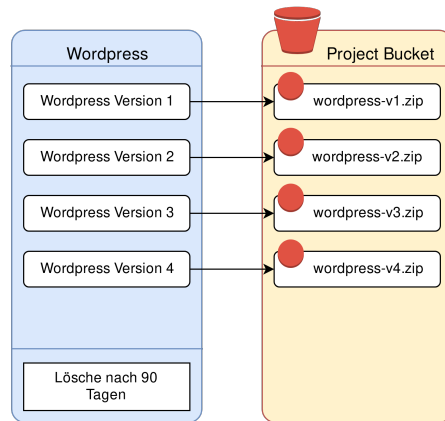 Wordpress
Project Bucket
Wordpress Version 1
wordpress-v1.zip
Wordpress Version 2
wordpress-v2.zip
Wordpress Version 3
wordpress-v3.zip
Wordpress Version 4
wordpress-v4.zip
Lösche nach 90
Tagen